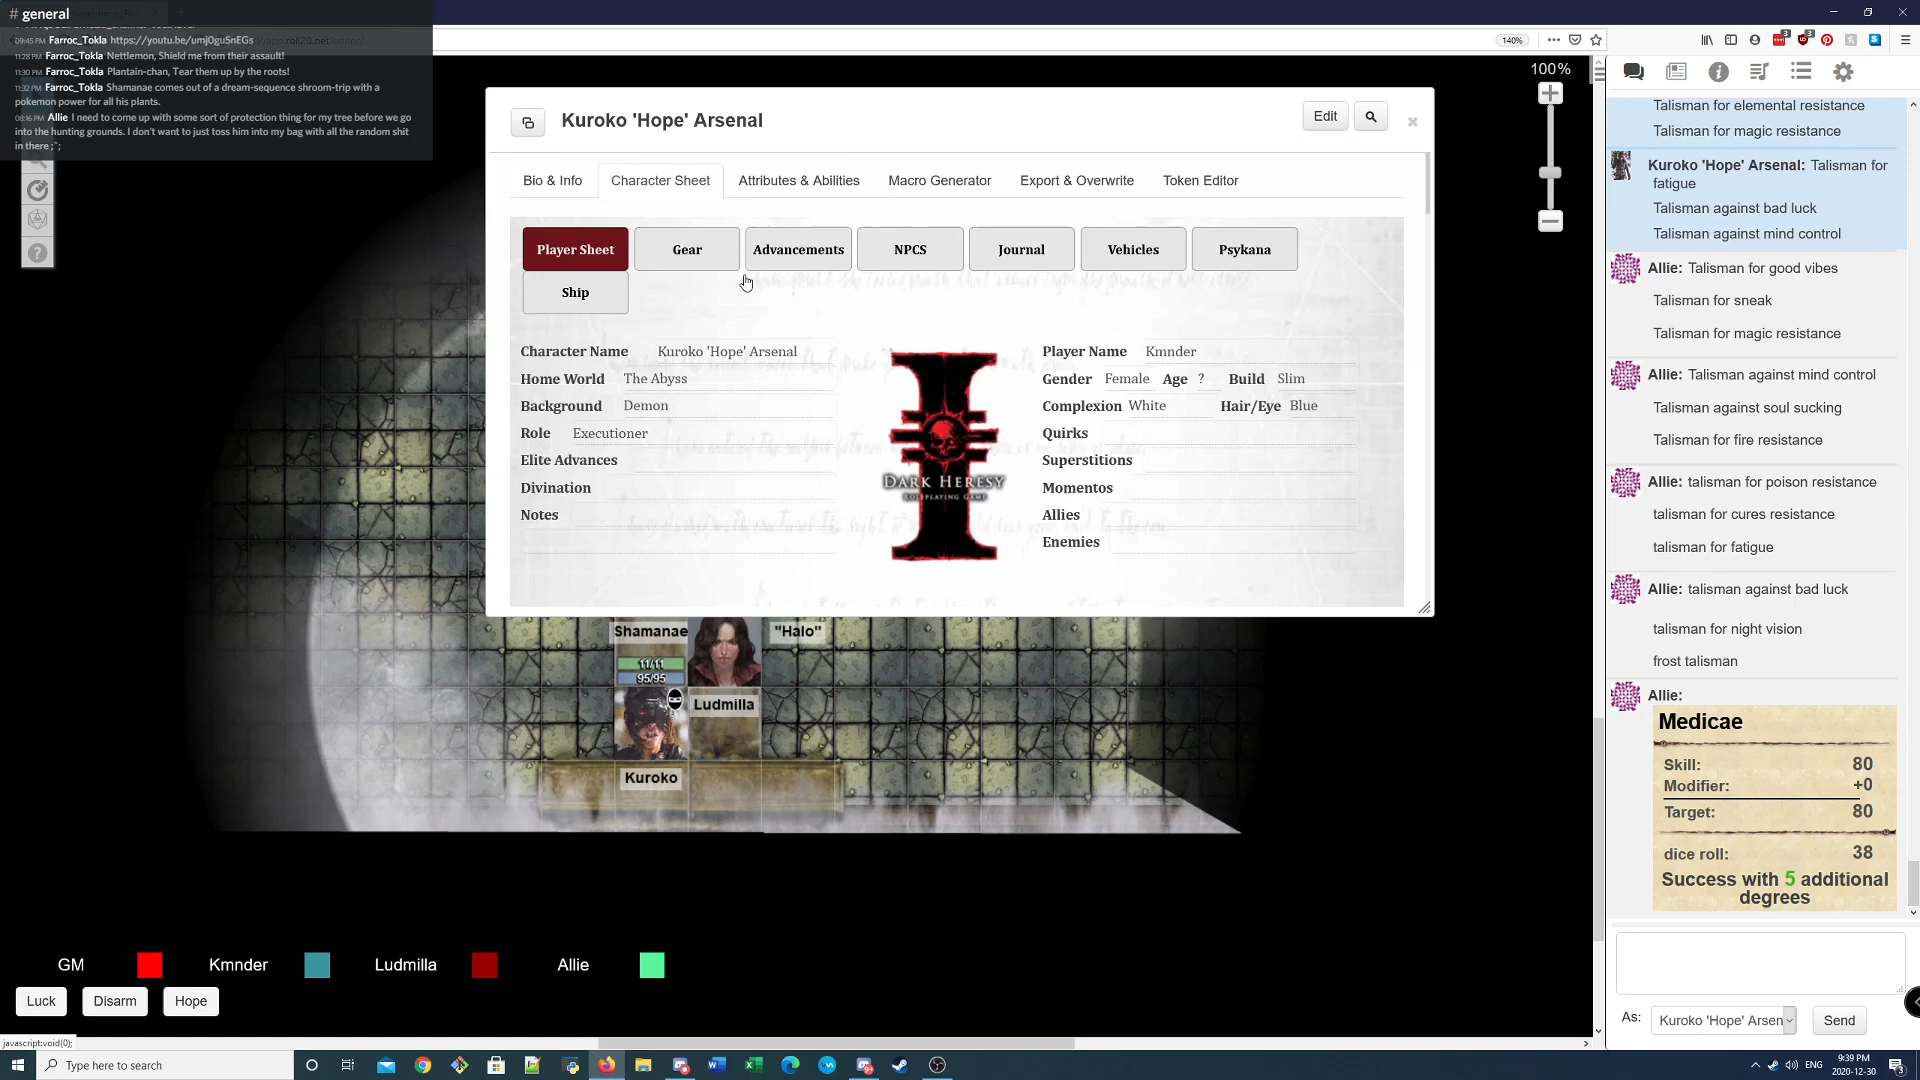 # general
09:45 PM Farroc_Tokla https://youtu.be/umj0gu5nEGs
11:28 PM Farroc_Tokla Nettlemon, Shield me from their assault!
11:30 PM Farroc_Tokla Plantain-chan, Tear them up by the roots!
11:32 PM Farroc_Tokla Shamanae comes out of a dream-sequence shroom-trip with a
pokemon power for all his plants.
08:16 PM Allie I need to come up with some sort of protection thing for my tree before we go
into the hunting grounds. I don't want to just toss him into my bag with all the random shit
in there ;^;
140%
100%
Kuroko 'Hope' Arsenal
Edit
Bio & Info
Character Sheet
Attributes & Abilities
Macro Generator
Export & Overwrite
Token Editor
Player Sheet
Gear
Advancements
NPCS
Journal
Vehicles
Psykana
Ship
Character Name Kuroko 'Hope' Arsenal
Home World The Abyss
Background Demon
Role Executioner
Elite Advances
Divination
Notes
DARK HERESY
ROLEPLAYING GAME
Player Name Kmnder
Gender Female Age ? Build Slim
Complexion White Hair/Eye Blue
Quirks
Superstitions
Momentos
Allies
Enemies
Shamanae
"Halo"
11/11
95/95
Ludmilla
Kuroko
GM
Kmnder
Ludmilla
Allie
Luck
Disarm
Hope
javascript:void(0);
Talisman for elemental resistance
Talisman for magic resistance
Kuroko 'Hope' Arsenal: Talisman for
fatigue
Talisman against bad luck
Talisman against mind control
Allie: Talisman for good vibes
Talisman for sneak
Talisman for magic resistance
Allie: Talisman against mind control
Talisman against soul sucking
Talisman for fire resistance
Allie: talisman for poison resistance
talisman for cures resistance
talisman for fatigue
Allie: talisman against bad luck
talisman for night vision
frost talisman
Allie:
Medicae
Skill: 80
Modifier: +0
Target: 80
dice roll: 38
Success with 5 additional
degrees
As: Kuroko 'Hope' Arsen
Send
Type here to search
ENG
9:39 PM
2020-12-30